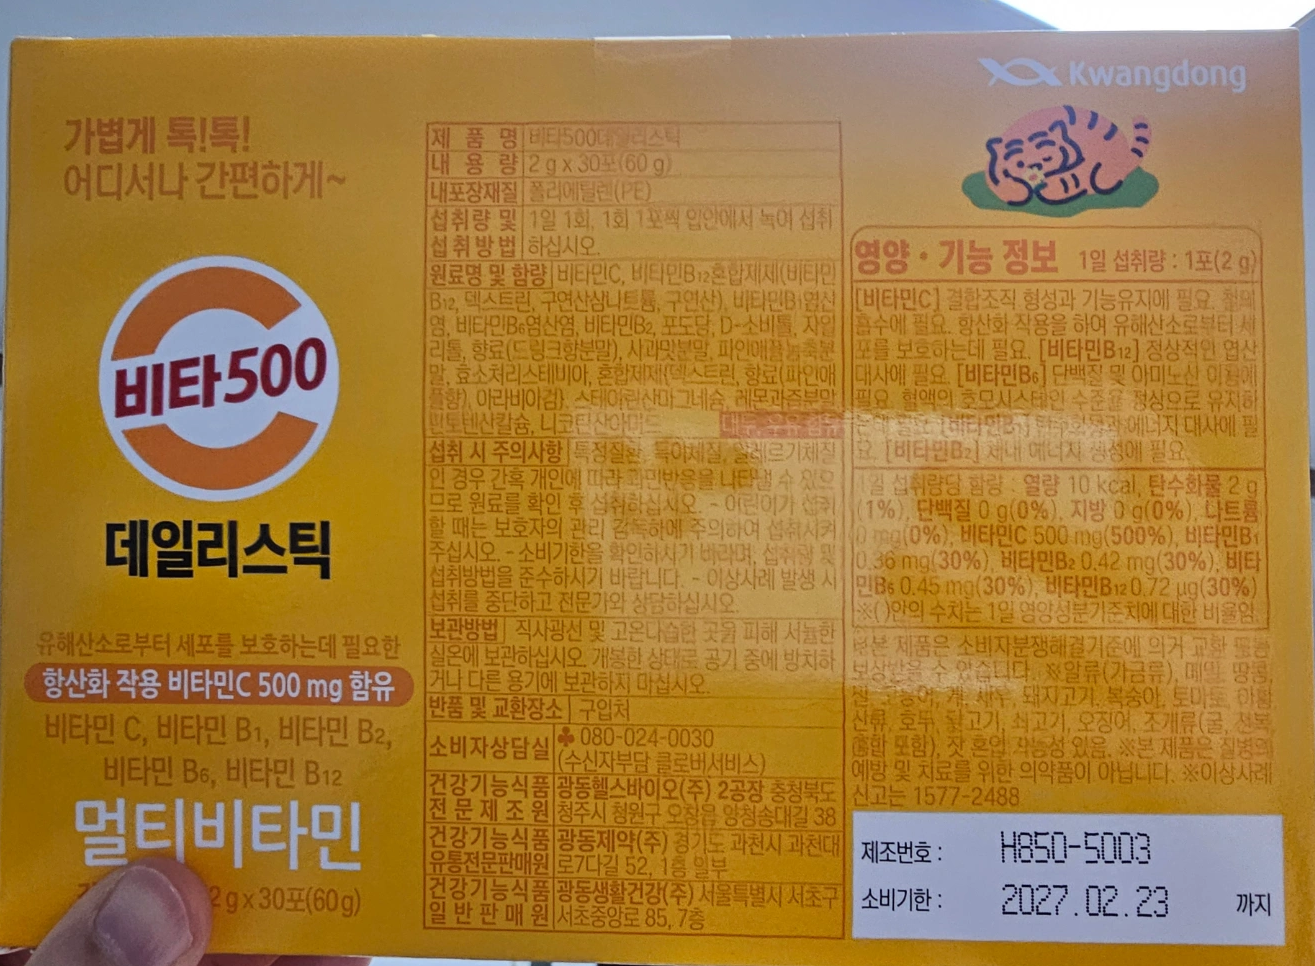 가볍게 톡!톡!
어디서나 간편하게~
비타500
데일리스틱
유해산소로부터 세포를 보호하는데 필요한
항산화 작용 비타민C 500 mg 함유
비타민 C, 비타민 B1, 비타민 B2,
비타민 B6, 비타민 B12
멀티비타민
2 g x 30포(60 g)
제 품 명 비타500데일리스틱
내 용 량 2 g x 30포(60 g)
내포장재질 폴리에틸렌(PE)
섭취량 및 1일 1회, 1회 1포씩 입안에서 녹여 섭취
섭취방법 하십시오.
원료명 및 함량 비타민C, 비타민B12혼합제제(비타민
B12, 덱스트린, 구연산삼나트륨, 구연산), 비타민B1염산
염, 비타민B6염산염, 비타민B2, 포도당, D-소비톨, 자일
리톨, 향료(드링크향분말), 사과맛분말, 파인애플농축분
말, 효소처리스테비아, 혼합제제(덱스트린, 향료(파인애
플향), 아라비아검), 스테아린산마그네슘, 레몬과즙분말
판토텐산칼슘, 니코틴산아미드 대두, 우유 함유
섭취 시 주의사항 특정질환, 특이체질, 알레르기체질
인 경우 간혹 개인에 따라 과민반응을 나타낼 수 있으
므로 원료를 확인 후 섭취하십시오. - 어린이가 섭취
할 때는 보호자의 관리 감독하에 주의하여 섭취시켜
주십시오. - 소비기한을 확인하시기 바라며, 섭취량 및
섭취방법을 준수하시기 바랍니다. - 이상사례 발생 시
섭취를 중단하고 전문가와 상담하십시오.
보관방법 직사광선 및 고온다습한 곳을 피해 서늘한
실온에 보관하십시오. 개봉한 상태로 공기 중에 방치하
거나 다른 용기에 보관하지 마십시오.
반품 및 교환장소 구입처
소비자상담실 ♣ 080-024-0030
(수신자부담 클로버서비스)
건강기능식품 광동헬스바이오(주) 2공장 충청북도
전문제조원 청주시 청원구 오창읍 양청송대길 38
건강기능식품 광동제약(주) 경기도 과천시 과천대
유통전문판매원 로7다길 52, 1층 일부
건강기능식품 광동생활건강(주) 서울특별시 서초구
일반판매원 서초중앙로 85, 7층
Kwangdong
영양·기능 정보 1일 섭취량 : 1포(2 g)
[비타민C] 결합조직 형성과 기능유지에 필요. 철의
흡수에 필요. 항산화 작용을 하여 유해산소로부터 세
포를 보호하는데 필요. [비타민B12] 정상적인 엽산
대사에 필요. [비타민B6] 단백질 및 아미노산 이용에
필요. 혈액의 호모시스테인 수준을 정상으로 유지하
는데 필요. [비타민B1] 탄수화물과 에너지 대사에 필
요. [비타민B2] 체내 에너지 생성에 필요.
1일 섭취량당 함량 : 열량 10 kcal, 탄수화물 2 g
(1%), 단백질 0 g(0%), 지방 0 g(0%), 나트륨
0 mg(0%), 비타민C 500 mg(500%), 비타민B1
0.36 mg(30%), 비타민B2 0.42 mg(30%), 비타
민B6 0.45 mg(30%), 비타민B12 0.72 µg(30%)
※( )안의 수치는 1일 영양성분기준치에 대한 비율임.
※본 제품은 소비자분쟁해결기준에 의거 교환 또는
보상받을 수 있습니다. ※알류(가금류), 메밀, 땅콩,
밀, 고등어, 게, 새우, 돼지고기, 복숭아, 토마토, 아황
산류, 호두, 닭고기, 쇠고기, 오징어, 조개류(굴, 전복,
홍합 포함), 잣 혼입 가능성 있음. ※본 제품은 질병의
예방 및 치료를 위한 의약품이 아닙니다. ※이상사례
신고는 1577-2488
제조번호 : H850-5003
소비기한 : 2027.02.23 까지